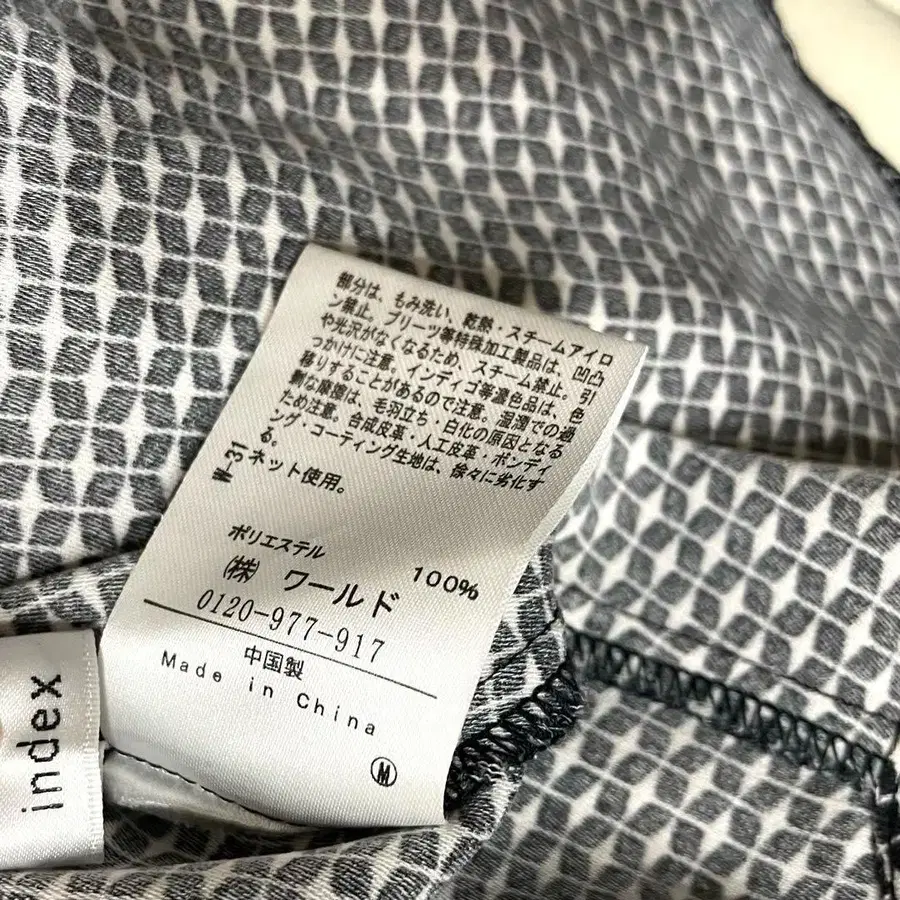 部分は、もみ洗い、乾熱・スチームアイロ
ン禁止。プリーツ等特殊加工製品は、凹凸
や光沢がなくなるため、スチーム禁止。引
っかけに注意。インディゴ等濃色品は、色
移りすることがあるので注意。湿潤での過
剰な摩擦は、毛羽立ち・白化の原因となる
ため注意。合成皮革・人工皮革・ボンディ
ング・コーティング生地は、徐々に劣化す
る。
W-31
ネット使用。
ポリエステル 100%
㈱ ワールド
0120-977-917
中国製
Made in China
M
index